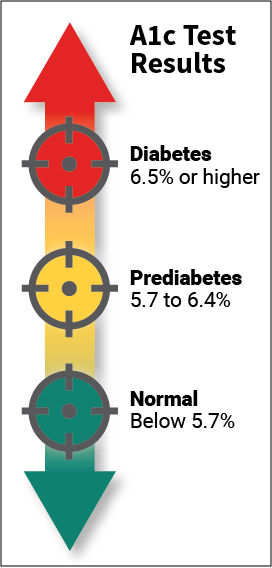 A1c Test
Results
Diabetes
6.5% or higher
Prediabetes
5.7 to 6.4%
Normal
Below 5.7%